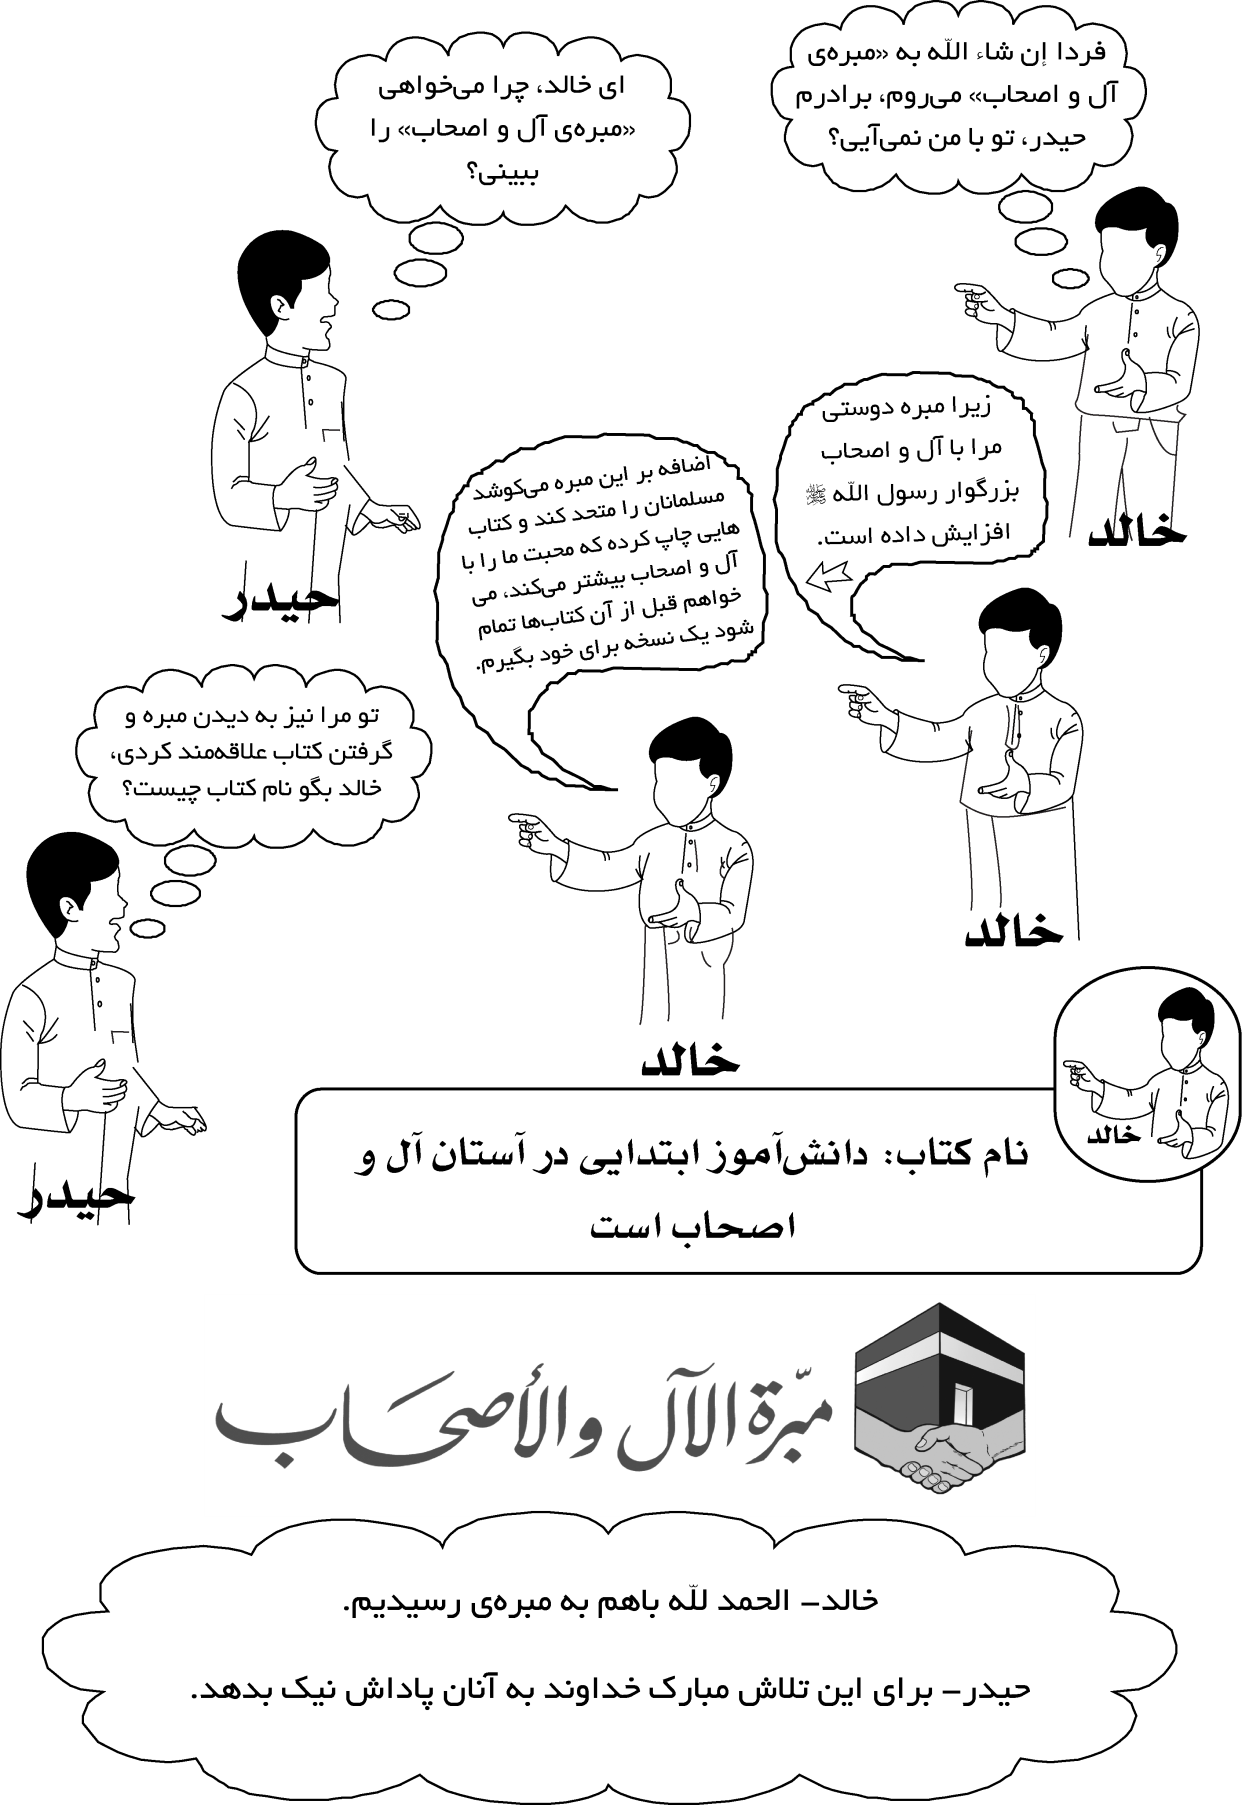 فردا إن شاء الله به «مبره‌ی
آل و اصحاب» می‌روم، برادرم
حیدر، تو با من نمی‌آیی؟
خالد
ای خالد، چرا می‌خواهی
«مبره‌ی آل و اصحاب» را
ببینی؟
حیدر
زیرا مبره دوستی
مرا با آل و اصحاب
بزرگوار رسول الله ﷺ
افزایش داده است.
خالد
اضافه بر این مبره می‌کوشد
مسلمانان را متحد کند و کتاب
هایی چاپ کرده که محبت ما را با
آل و اصحاب بیشتر می‌کند، می
خواهم قبل از آن کتاب‌ها تمام
شود یک نسخه برای خود بگیرم.
خالد
تو مرا نیز به دیدن مبره و
گرفتن کتاب علاقه‌مند کردی،
خالد بگو نام کتاب چیست؟
حیدر
خالد
نام کتاب: دانش‌آموز ابتدایی در آستان آل و
اصحاب است
مبّرة الآل والأصحاب
خالد– الحمد للّه باهم به مبره‌ی رسیدیم.
حیدر– برای این تلاش مبارک خداوند به آنان پاداش نیک بدهد.